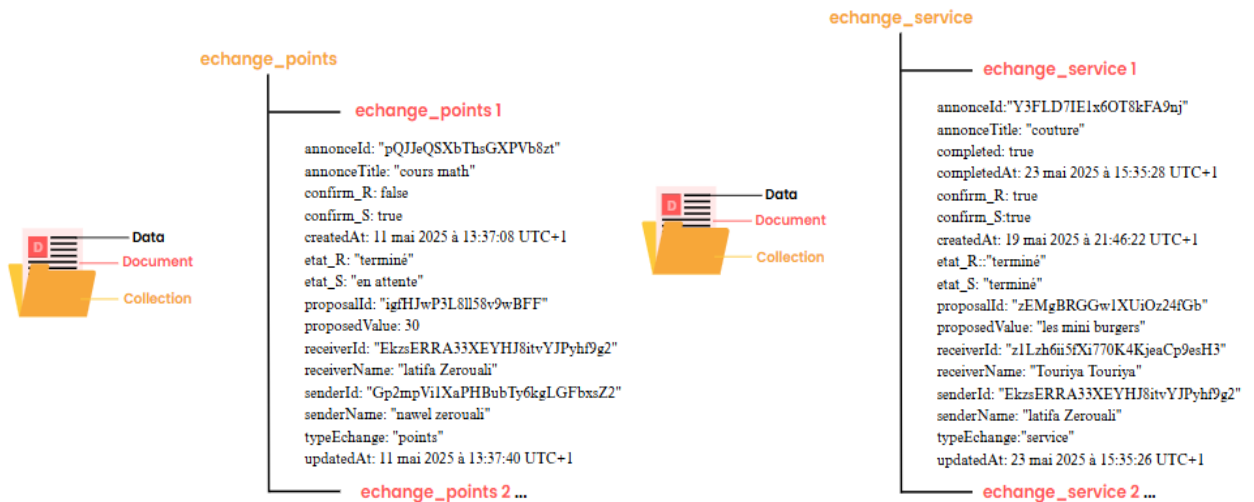 echange_points
echange_points 1
annonceId: "pQJJeQSXbThsGXPVb8zt"
annonceTitle: "cours math"
confirm_R: false
confirm_S: true
createdAt: 11 mai 2025 à 13:37:08 UTC+1
etat_R: "terminé"
etat_S: "en attente"
proposalId: "igfHJwP3L8ll58v9wBFF"
proposedValue: 30
receiverId: "EkzsERRA33XEYHJ8itvYJPyhf9g2"
receiverName: "latifa Zerouali"
senderId: "Gp2mpVi1XaPHBubTy6kgLGFbxsZ2"
senderName: "nawel zerouali"
typeEchange: "points"
updatedAt: 11 mai 2025 à 13:37:40 UTC+1
echange_points 2 ...
D
Data
Document
Collection
echange_service
echange_service 1
annonceId:"Y3FLD7IE1x6OT8kFA9nj"
annonceTitle: "couture"
completed: true
completedAt: 23 mai 2025 à 15:35:28 UTC+1
confirm_R: true
confirm_S:true
createdAt: 19 mai 2025 à 21:46:22 UTC+1
etat_R::"terminé"
etat_S: "terminé"
proposalId: "zEMgBRGGw1XUiOz24fGb"
proposedValue: "les mini burgers"
receiverId: "z1Lzh6ii5fXi770K4KjeaCp9esH3"
receiverName: "Touriya Touriya"
senderId: "EkzsERRA33XEYHJ8itvYJPyhf9g2"
senderName: "latifa Zerouali"
typeEchange:"service"
updatedAt: 23 mai 2025 à 15:35:26 UTC+1
echange_service 2 ...
D
Data
Document
Collection